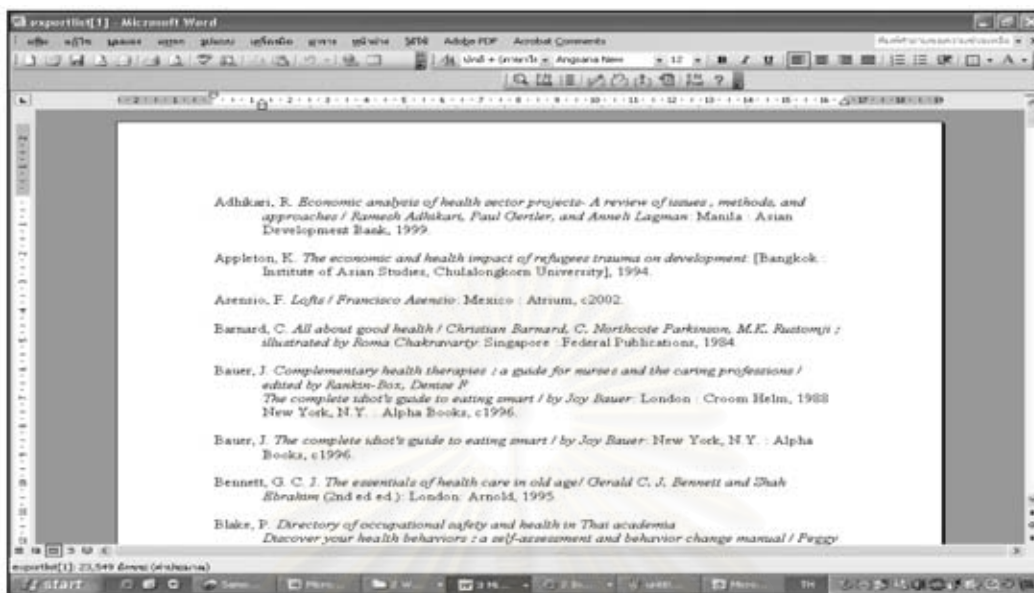 exportlist[1] - Microsoft Word
Adobe PDF Acrobat Comments
Angsana New 12 B I U
Adhikari, R. Economic analysis of health sector projects- A review of issues , methods, and
approaches / Ramesh Adhikari, Paul Gertler, and Anneli Lagman: Manila : Asian
Development Bank, 1999.
Appleton, K. The economic and health impact of refugees trauma on development: [Bangkok :
Institute of Asian Studies, Chulalongkorn University], 1994.
Asensio, F. Lofts / Francisco Asensio: Mexico : Atrium, c2002.
Barnard, C. All about good health / Christian Barnard, C. Northcote Parkinson, M.K. Rustomji ;
illustrated by Roma Chakravarty: Singapore : Federal Publications, 1984.
Bauer, J. Complementary health therapies : a guide for nurses and the caring professions /
edited by Rankin-Box, Denise F
The complete idiot's guide to eating smart / by Joy Bauer: London : Croom Helm, 1988
New York, N.Y. : Alpha Books, c1996.
Bauer, J. The complete idiot's guide to eating smart / by Joy Bauer: New York, N.Y. : Alpha
Books, c1996.
Bennett, G. C. J. The essentials of health care in old age/ Gerald C. J. Bennett and Shah
Ebrahim (2nd ed ed.): London: Arnold, 1995.
Blake, P. Directory of occupational safety and health in Thai academia
Discover your health behaviors : a self-assessment and behavior change manual / Peggy
exportlist[1]: 23,549
start
TH